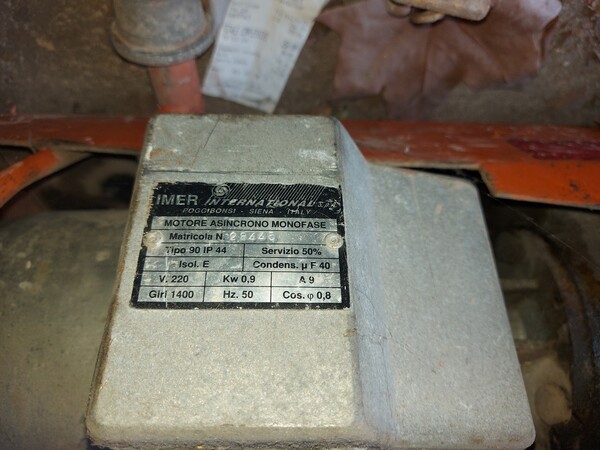 IMER INTERNATIONAL S.p.A.
POGGIBONSI - SIENA - ITALY
MOTORE ASINCRONO MONOFASE
Matricola N.
Tipo 90 IP 44 Servizio 50%
Isol. E Condens. µ F 40
V. 220 Kw 0,9 A 9
Giri 1400 Hz. 50 Cos. φ 0,8